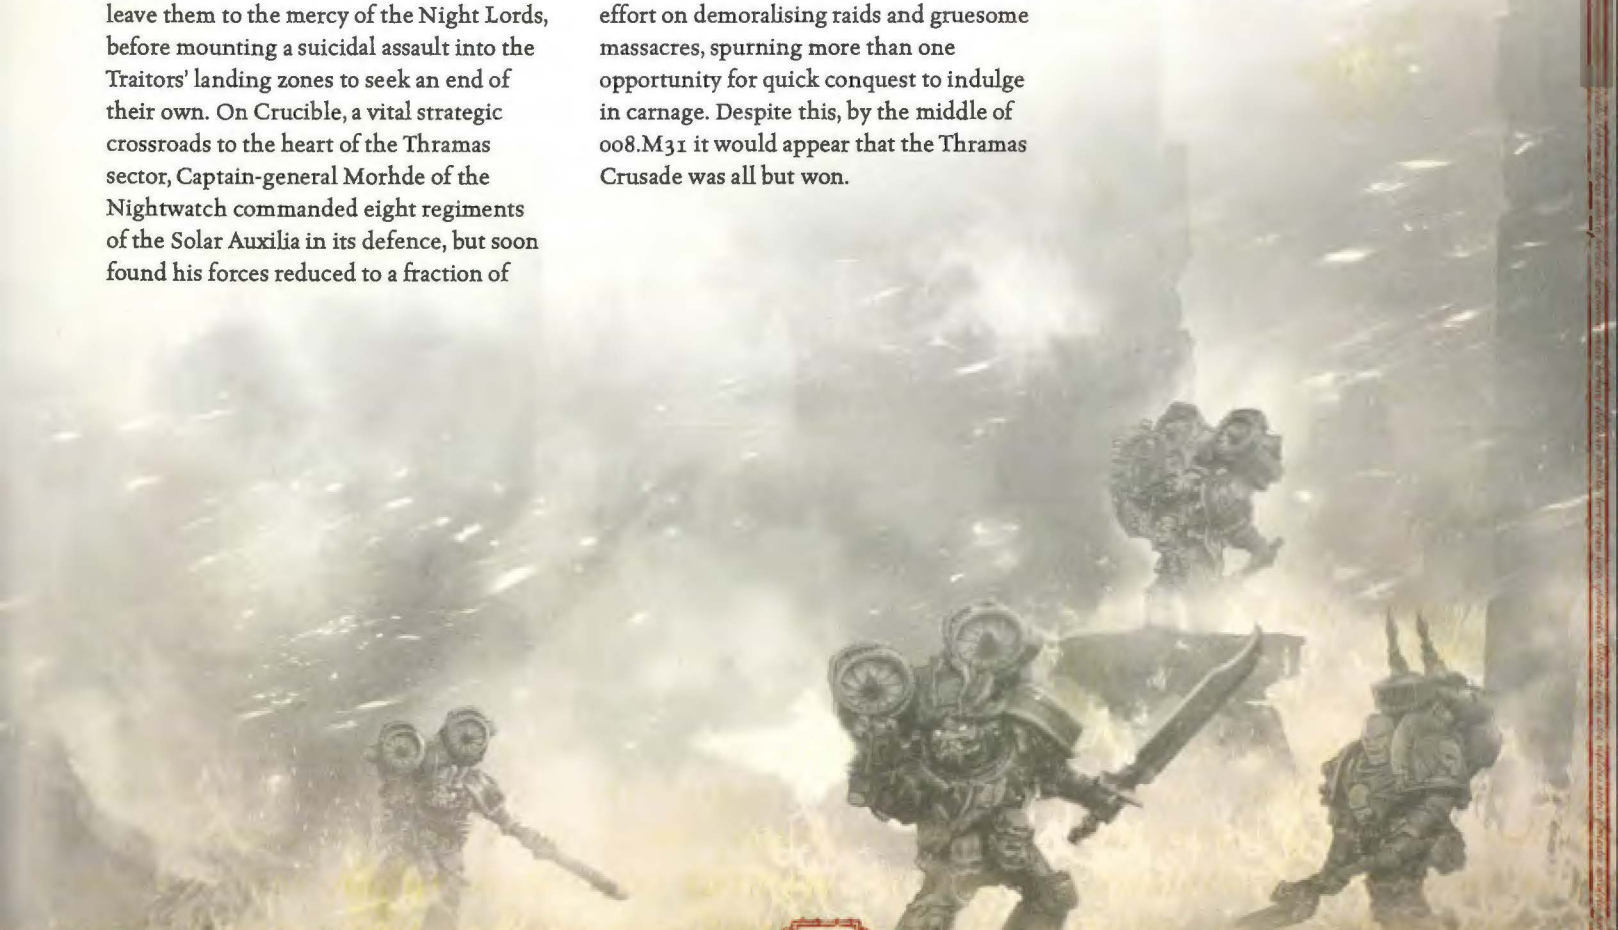 leave them to the mercy of the Night Lords,
before mounting a suicidal assault into the
Traitors' landing zones to seek an end of
their own. On Crucible, a vital strategic
crossroads to the heart of the Thramas
sector, Captain-general Morhde of the
Nightwatch commanded eight regiments
of the Solar Auxilia in its defence, but soon
found his forces reduced to a fraction of
effort on demoralising raids and gruesome
massacres, spurning more than one
opportunity for quick conquest to indulge
in carnage. Despite this, by the middle of
008.M31 it would appear that the Thramas
Crusade was all but won.